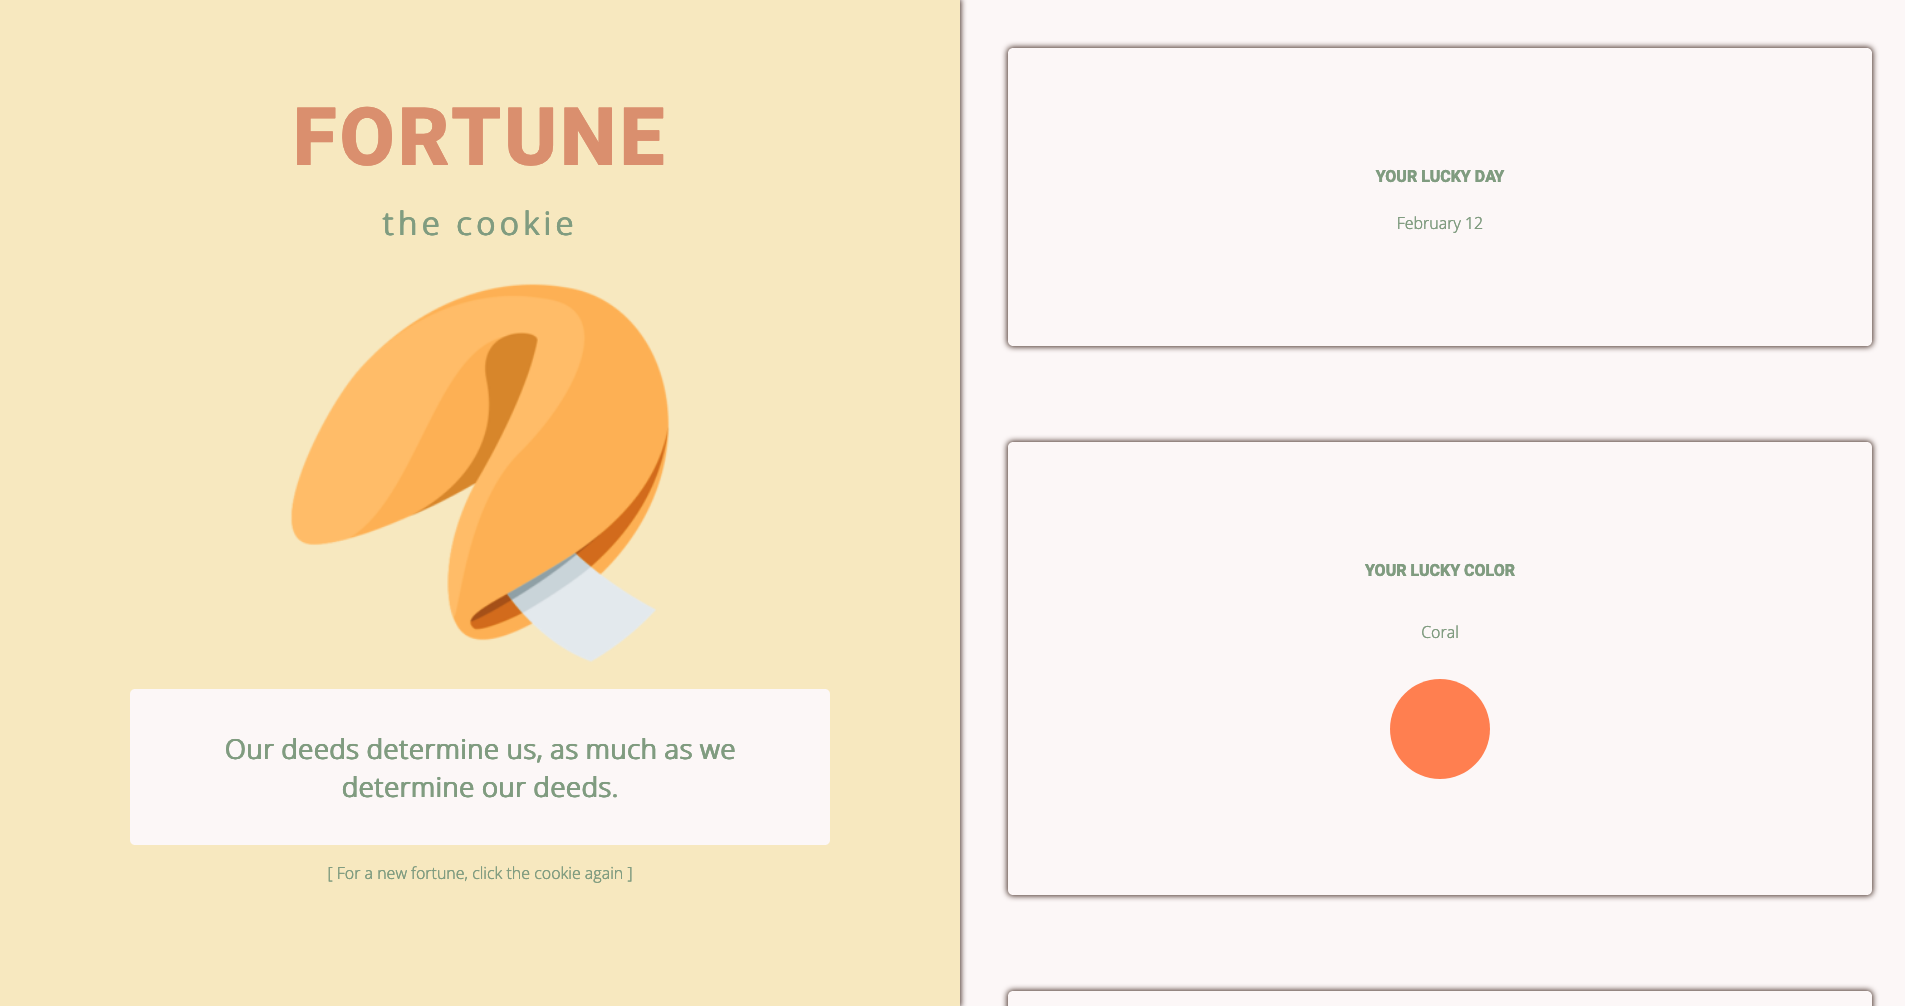 FORTUNE
the cookie
Our deeds determine us, as much as we
determine our deeds.
[ For a new fortune, click the cookie again ]
YOUR LUCKY DAY
February 12
YOUR LUCKY COLOR
Coral